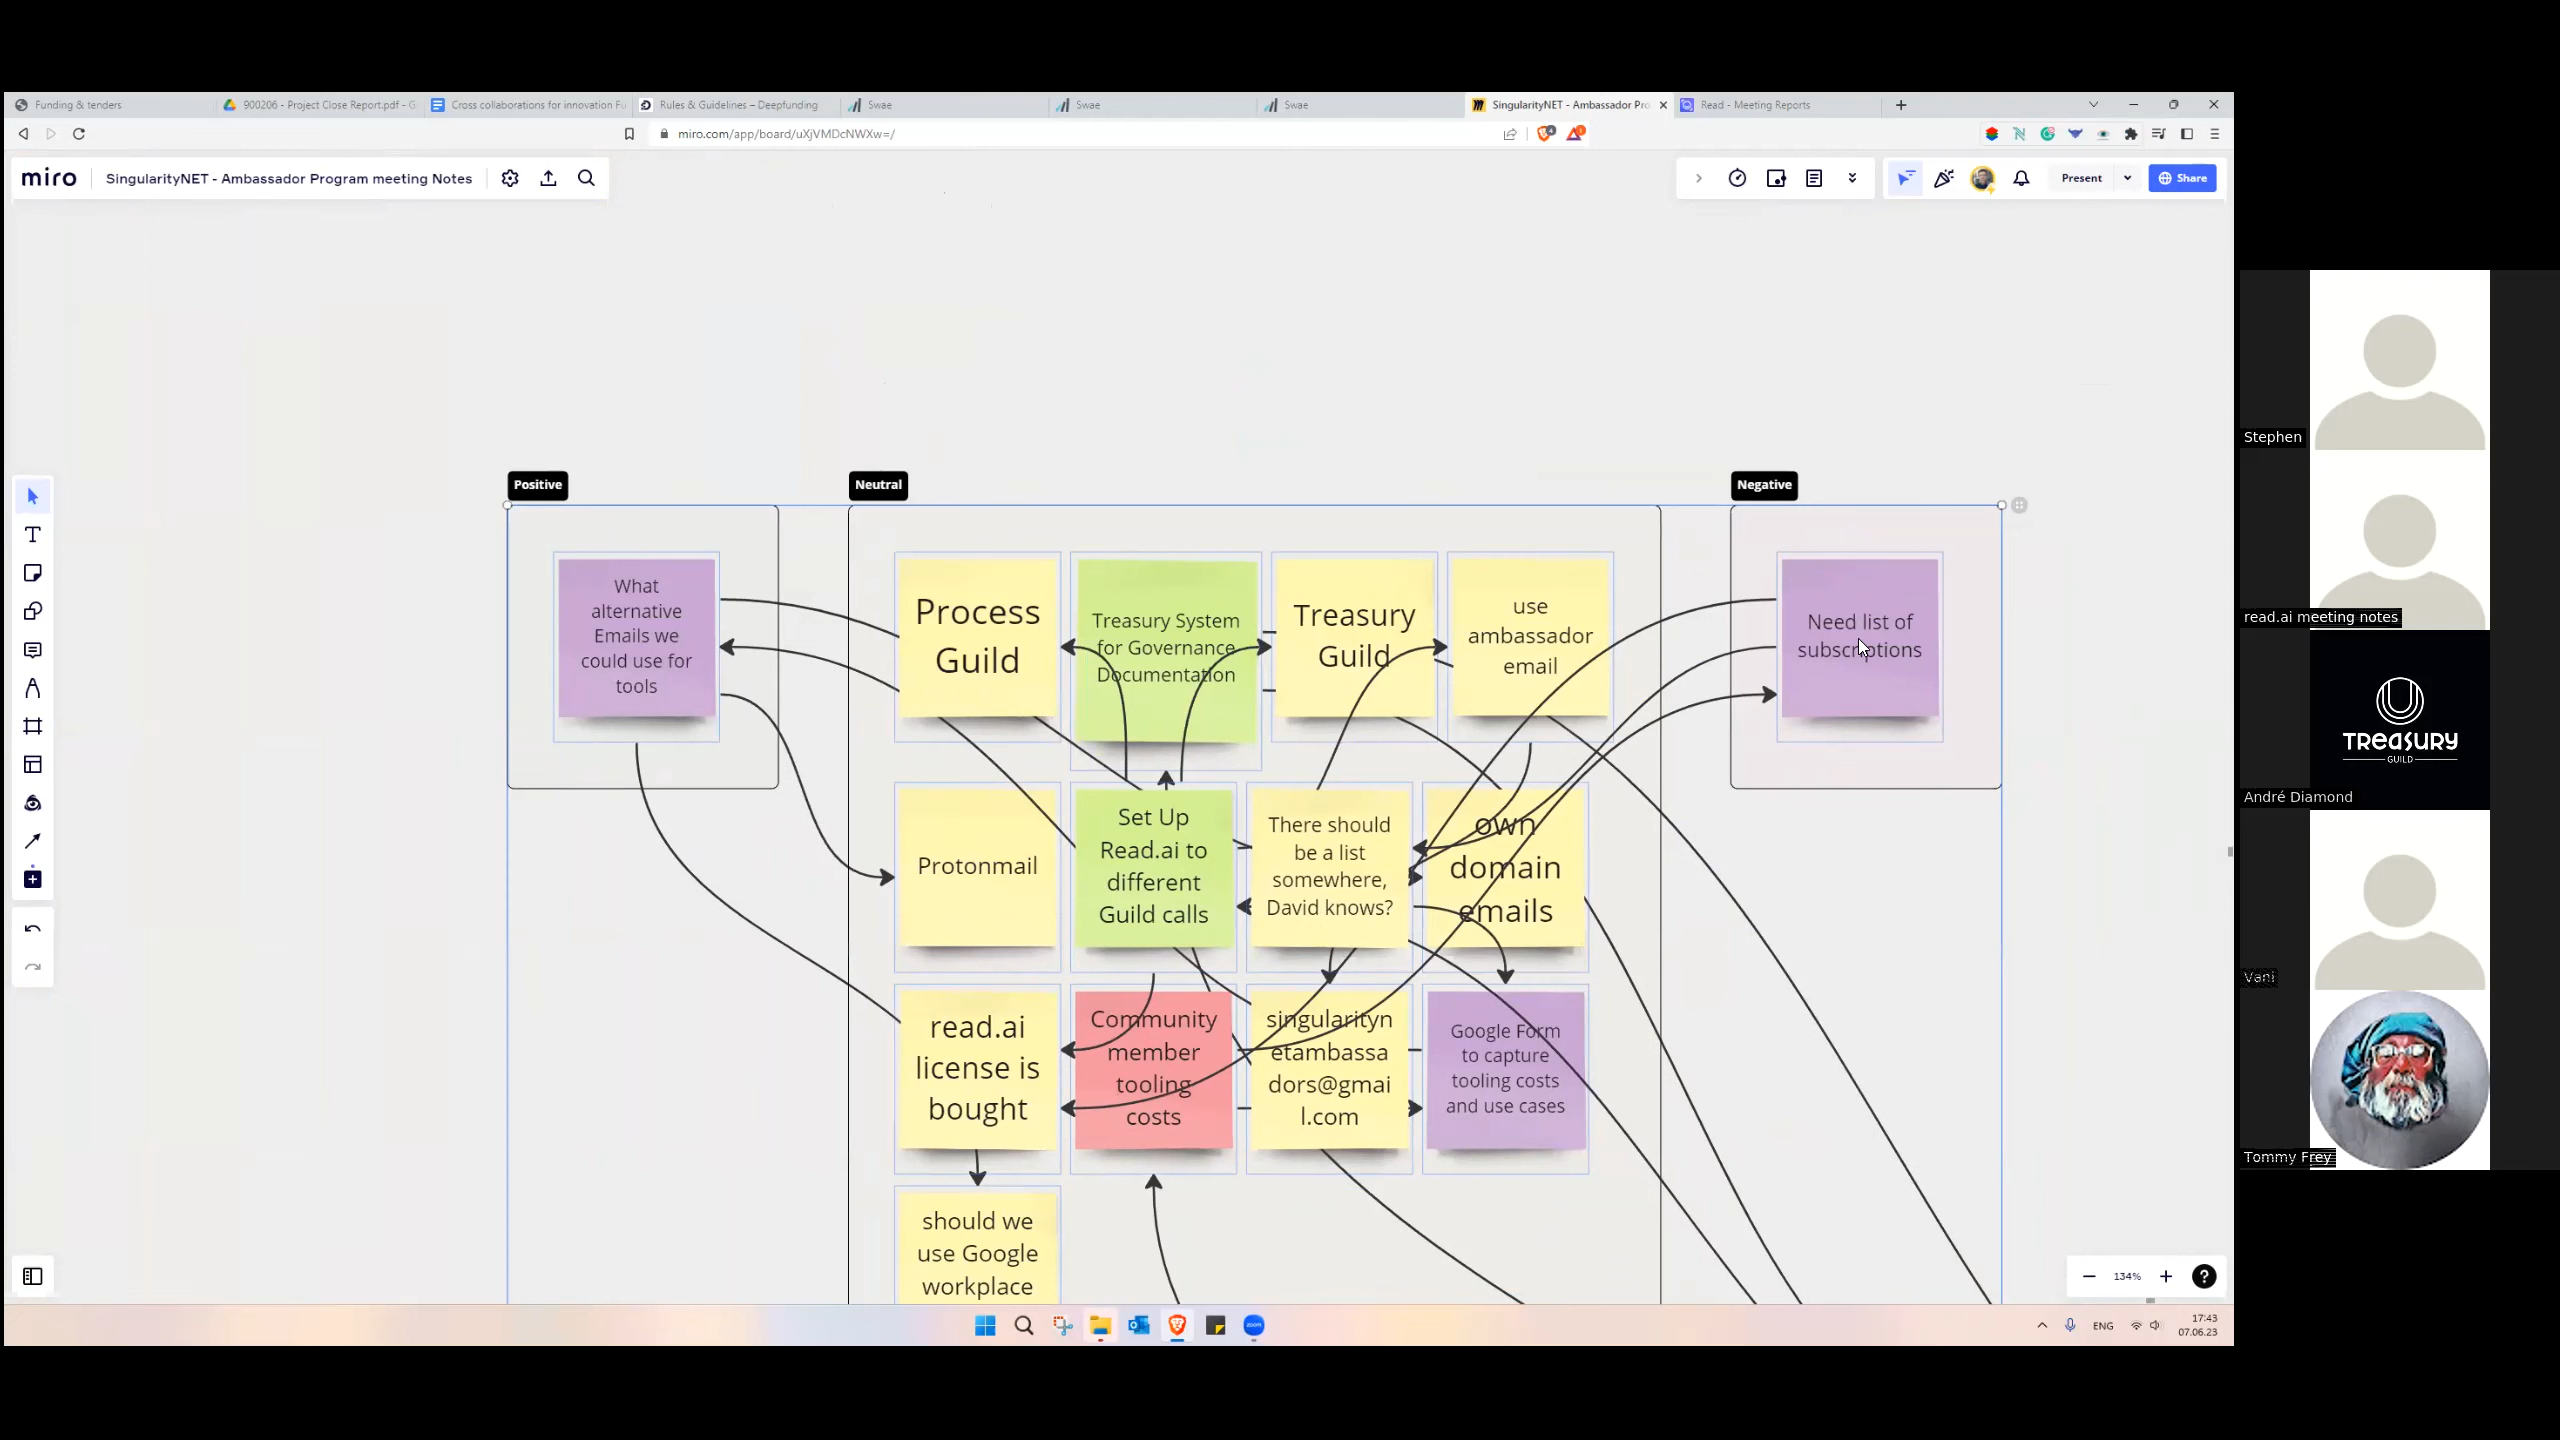 Funding & tenders
900206 - Project Close Report.pdf - G
Cross collaborations for innovation Fu
Rules & Guidelines – Deepfunding
Swae
Swae
Swae
SingularityNET - Ambassador Pro
Read - Meeting Reports
miro.com/app/board/uXjVMDcNWXw=/
miro
SingularityNET - Ambassador Program meeting Notes
Present
Share
Positive
Neutral
Negative
What
alternative
Emails we
could use for
tools
Process
Guild
Treasury System
for Governance
Documentation
Treasury
Guild
use
ambassador
email
Need list of
subscriptions
Protonmail
Set Up
Read.ai to
different
Guild calls
There should
be a list
somewhere,
David knows?
own
domain
emails
read.ai
license is
bought
Community
member
tooling
costs
singularityn
etambassa
dors@gmai
l.com
Google Form
to capture
tooling costs
and use cases
should we
use Google
workplace
134%
ENG
17:43
07.06.23
zoom
Stephen
read.ai meeting notes
TREASURY
GUILD
André Diamond
Vani
Tommy Frey